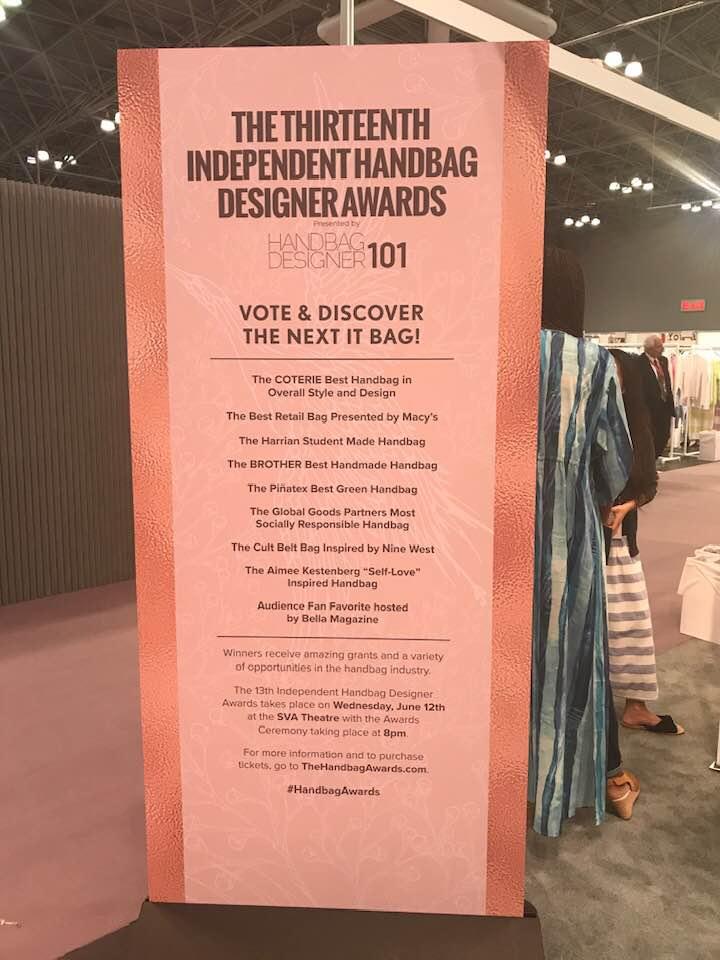 THE THIRTEENTH
INDEPENDENT HANDBAG
DESIGNER AWARDS
Presented by
HANDBAG
DESIGNER 101
VOTE & DISCOVER
THE NEXT IT BAG!
The COTERIE Best Handbag in
Overall Style and Design
The Best Retail Bag Presented by Macy's
The Harrian Student Made Handbag
The BROTHER Best Handmade Handbag
The Piñatex Best Green Handbag
The Global Goods Partners Most
Socially Responsible Handbag
The Cult Belt Bag Inspired by Nine West
The Aimee Kestenberg "Self-Love"
Inspired Handbag
Audience Fan Favorite hosted
by Bella Magazine
Winners receive amazing grants and a variety
of opportunities in the handbag industry.
The 13th Independent Handbag Designer
Awards takes place on Wednesday, June 12th
at the SVA Theatre with the Awards
Ceremony taking place at 8pm.
For more information and to purchase
tickets, go to TheHandbagAwards.com.
#HandbagAwards